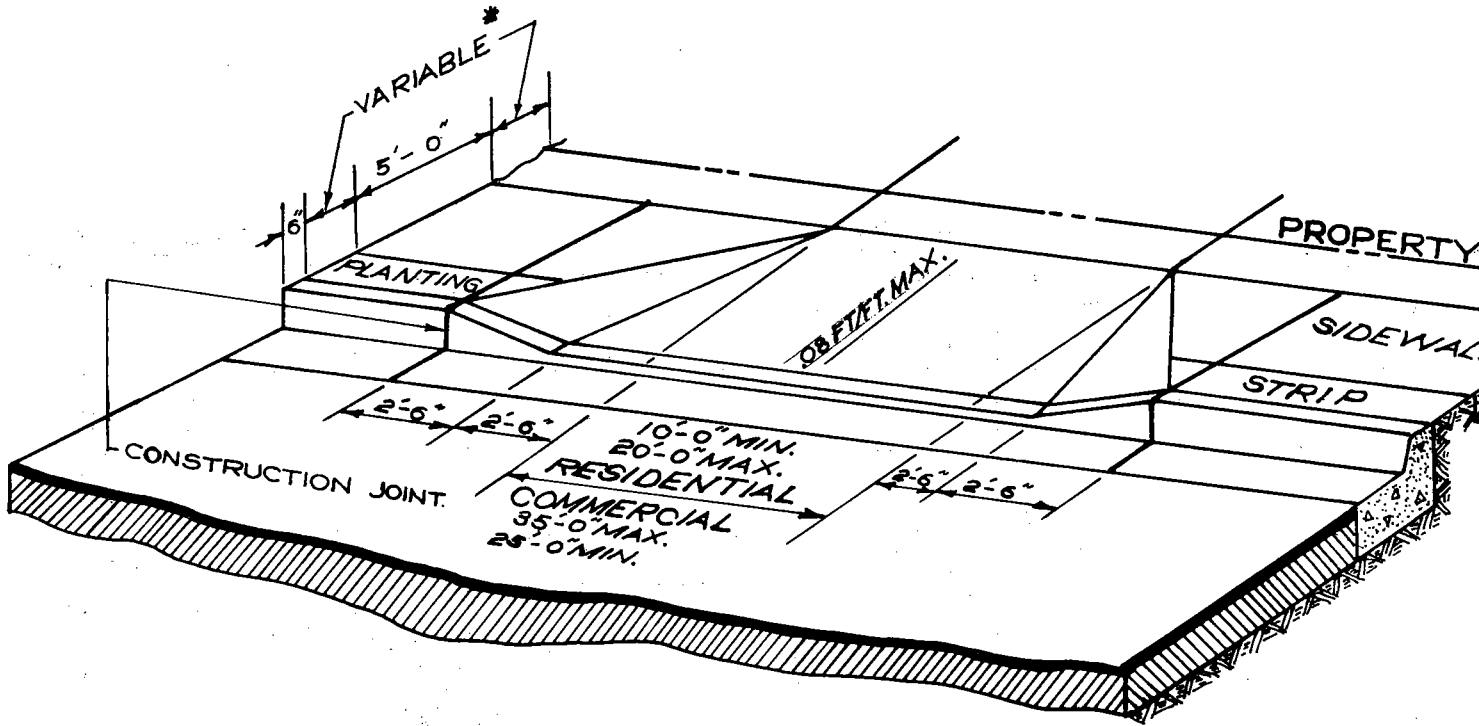 *
VARIABLE
5'-0"
6"
PLANTING
.08 FT/FT. MAX.
PROPERTY
SIDEWAL
STRIP
2'-6"
2'-6"
10'-0" MIN.
20'-0" MAX.
RESIDENTIAL
COMMERCIAL
35'-0" MAX.
25'-0" MIN.
2'-6"
2'-6"
CONSTRUCTION JOINT.